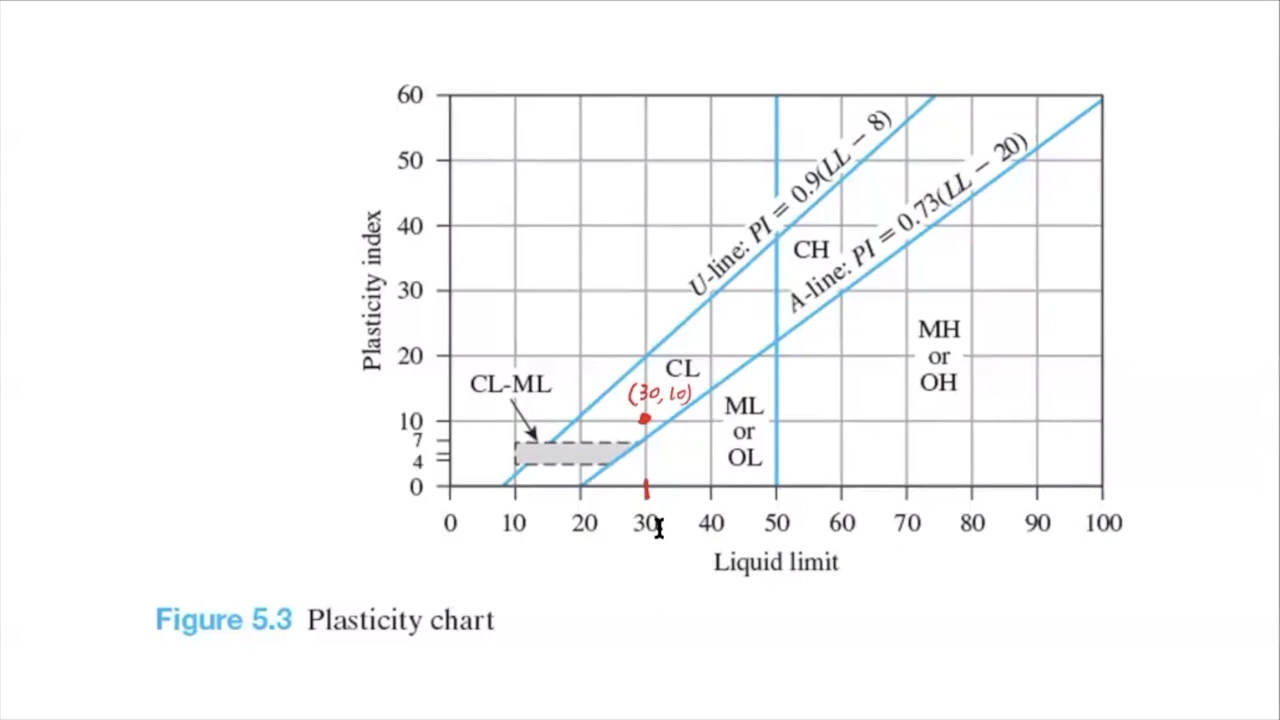 60
50
40
30
20
10
7
4
0
Plasticity index
U-line: PI = 0.9(LL − 8)
A-line: PI = 0.73(LL − 20)
CH
MH
or
OH
CL-ML
CL
(30, 10)
ML
or
OL
0 10 20 30 40 50 60 70 80 90 100
Liquid limit
Figure 5.3 Plasticity chart